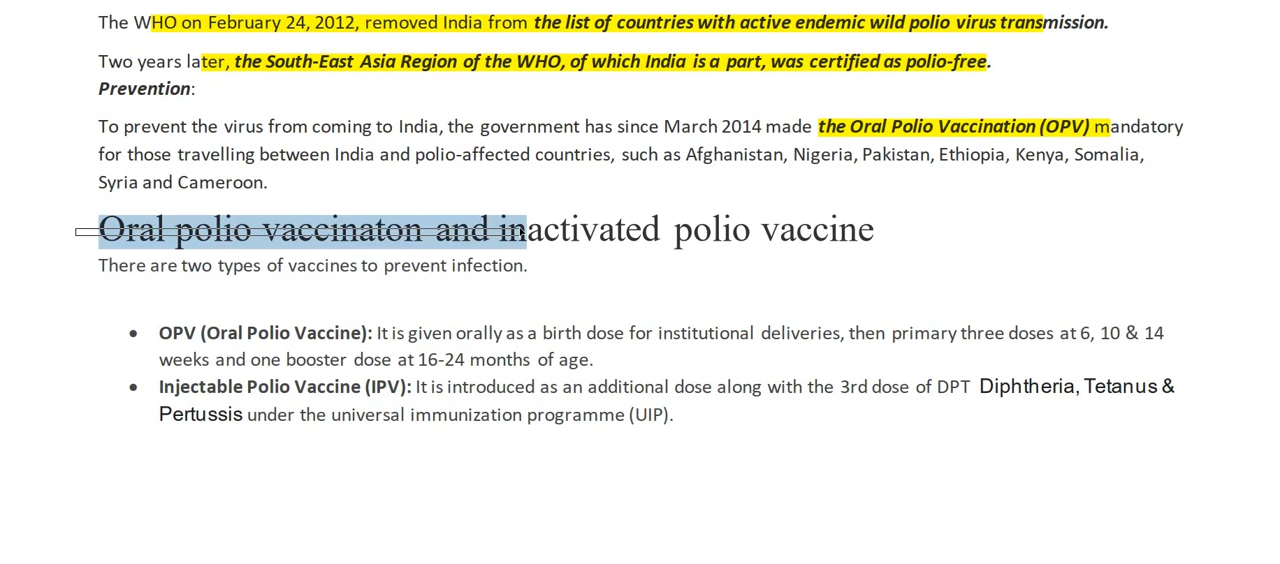 The WHO on February 24, 2012, removed India from the list of countries with active endemic wild polio virus transmission.
Two years later, the South-East Asia Region of the WHO, of which India is a part, was certified as polio-free.
Prevention:
To prevent the virus from coming to India, the government has since March 2014 made the Oral Polio Vaccination (OPV) mandatory
for those travelling between India and polio-affected countries, such as Afghanistan, Nigeria, Pakistan, Ethiopia, Kenya, Somalia,
Syria and Cameroon.
Oral polio vaccinaton and inactivated polio vaccine
There are two types of vaccines to prevent infection.
• OPV (Oral Polio Vaccine): It is given orally as a birth dose for institutional deliveries, then primary three doses at 6, 10 & 14
weeks and one booster dose at 16-24 months of age.
• Injectable Polio Vaccine (IPV): It is introduced as an additional dose along with the 3rd dose of DPT Diphtheria, Tetanus &
Pertussis under the universal immunization programme (UIP).